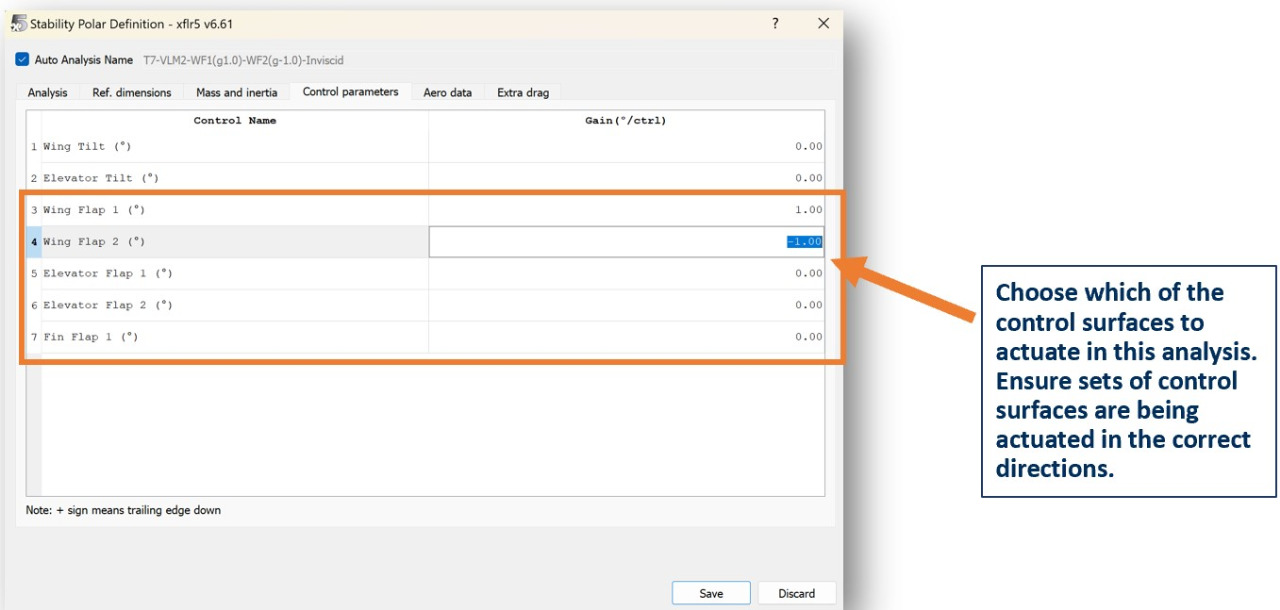 Stability Polar Definition - xflr5 v6.61
? X
Auto Analysis Name T7-VLM2-WF1(g1.0)-WF2(g-1.0)-Inviscid
Analysis Ref. dimensions Mass and inertia Control parameters Aero data Extra drag
Control Name Gain(°/ctrl)
1 Wing Tilt (°) 0.00
2 Elevator Tilt (°) 0.00
3 Wing Flap 1 (°) 1.00
4 Wing Flap 2 (°) -1.00
5 Elevator Flap 1 (°) 0.00
6 Elevator Flap 2 (°) 0.00
7 Fin Flap 1 (°) 0.00
Note: + sign means trailing edge down
Save Discard
Choose which of the
control surfaces to
actuate in this analysis.
Ensure sets of control
surfaces are being
actuated in the correct
directions.